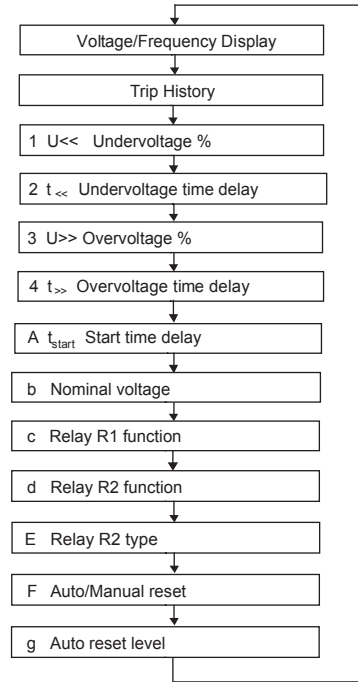 Voltage/Frequency Display
Trip History
1 U<< Undervoltage %
2 t<< Undervoltage time delay
3 U>> Overvoltage %
4 t>> Overvoltage time delay
A tstart Start time delay
b Nominal voltage
c Relay R1 function
d Relay R2 function
E Relay R2 type
F Auto/Manual reset
g Auto reset level